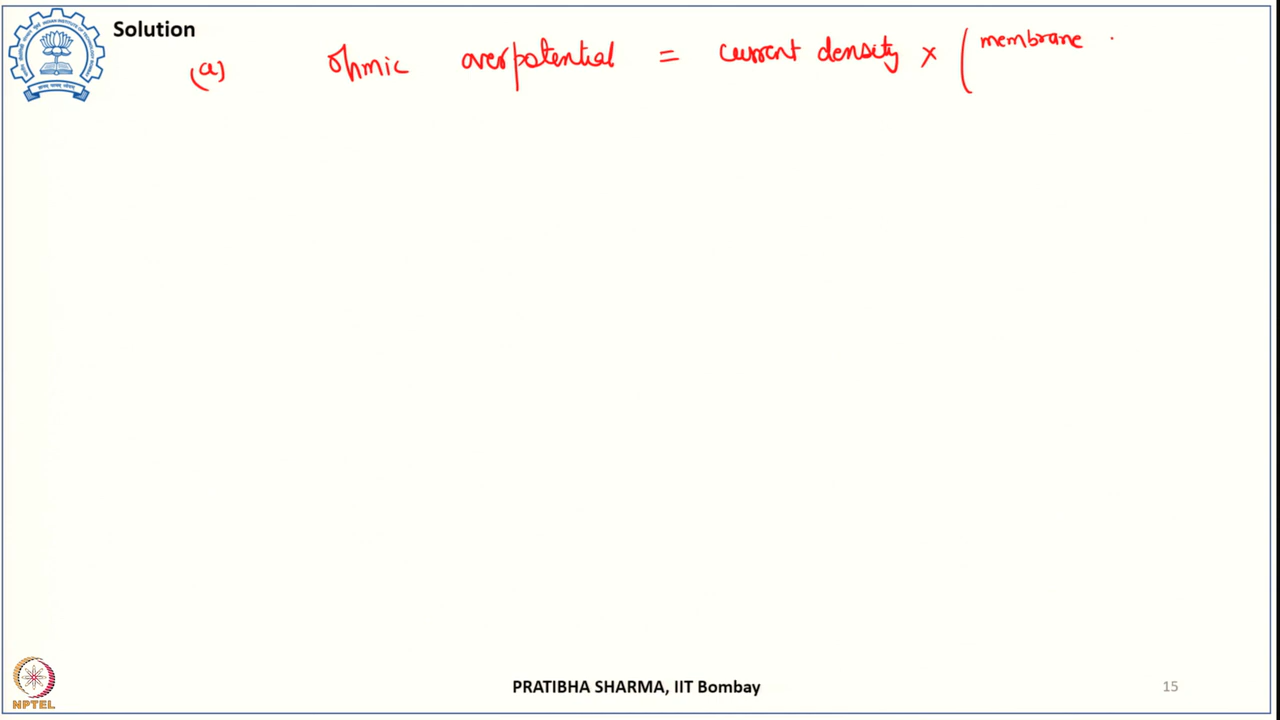 Solution
(a) Ohmic overpotential = current density × ( membrane
NPTEL
PRATIBHA SHARMA, IIT Bombay
15